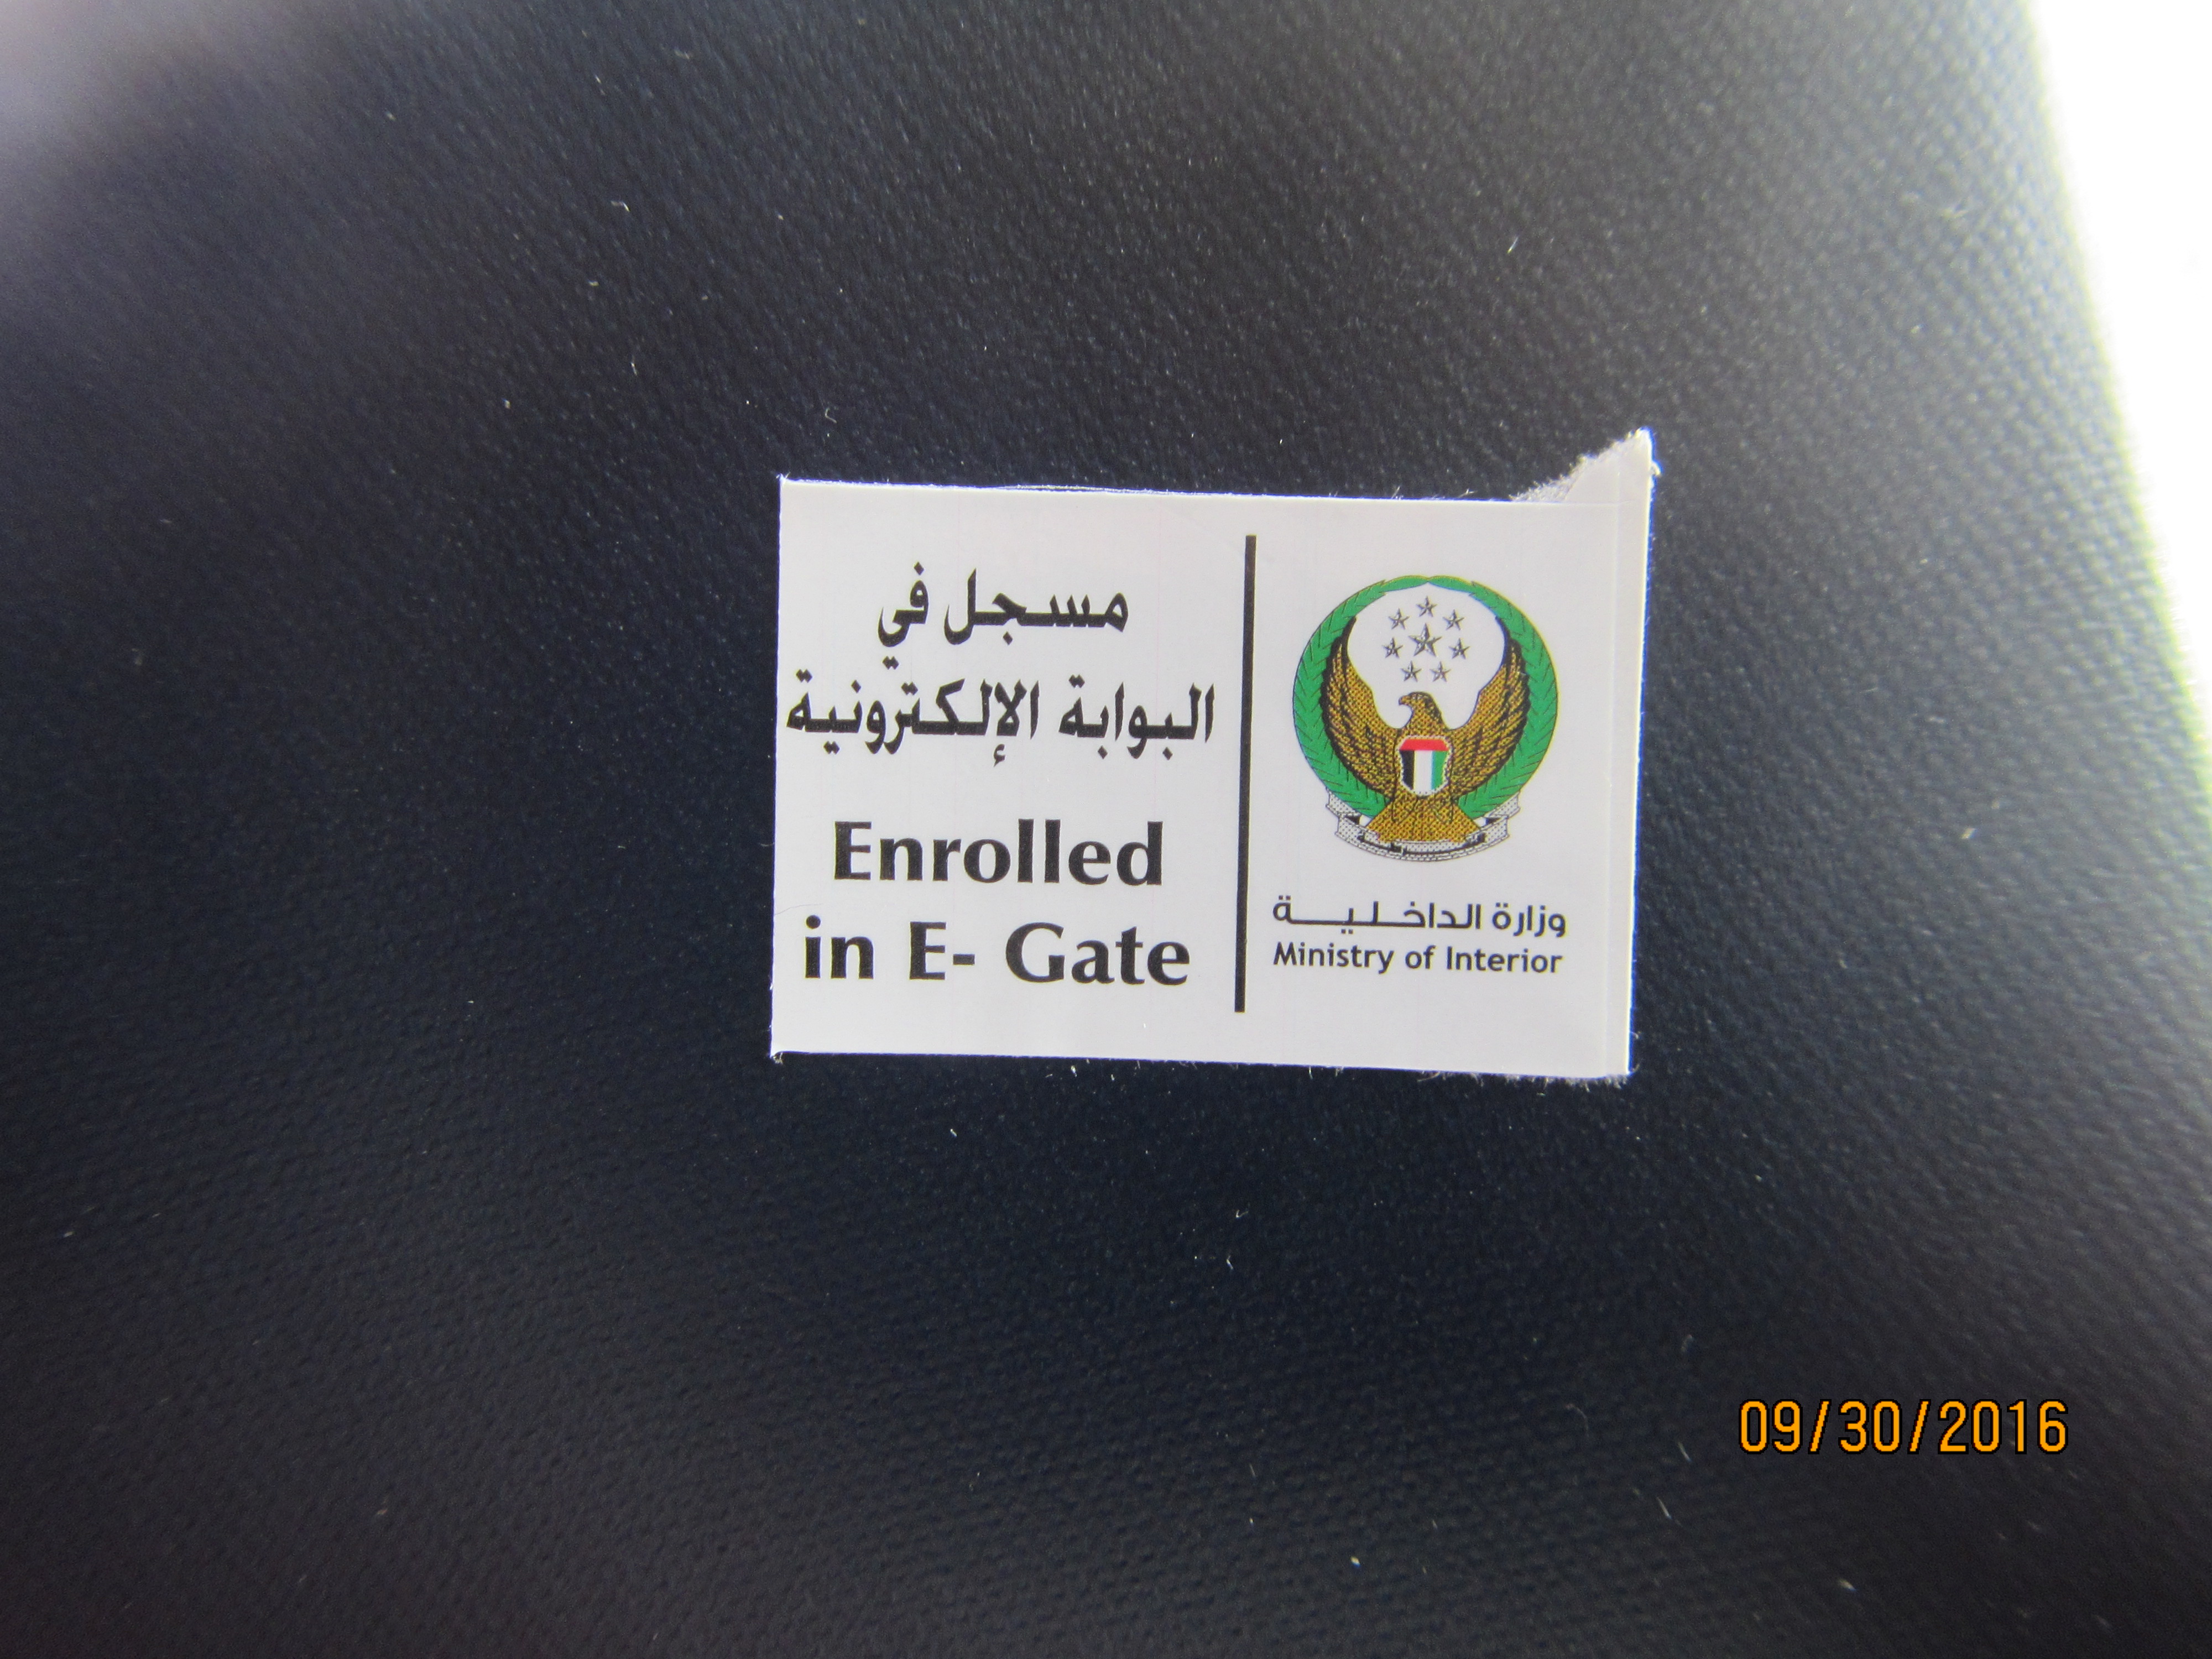 مسجل في
البوابة الإلكترونية
Enrolled
in E- Gate
وزارة الداخلية
Ministry of Interior
09/30/2016